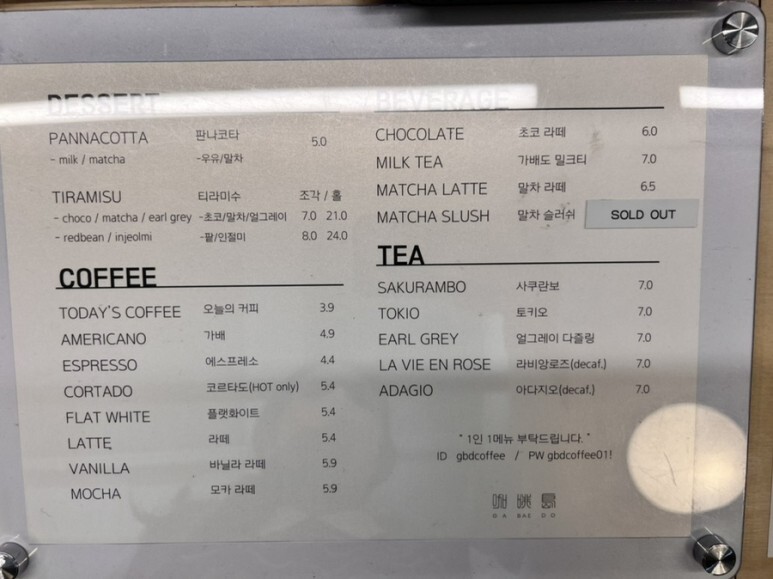 DESSERT
PANNACOTTA 판나코타 5.0
- milk / matcha -우유/말차
TIRAMISU 티라미수 조각 / 홀
- choco / matcha / earl grey -초코/말차/얼그레이 7.0 21.0
- redbean / injeolmi -팥/인절미 8.0 24.0
COFFEE
TODAY'S COFFEE 오늘의 커피 3.9
AMERICANO 가배 4.9
ESPRESSO 에스프레소 4.4
CORTADO 코르타도(HOT only) 5.4
FLAT WHITE 플랫화이트 5.4
LATTE 라떼 5.4
VANILLA 바닐라 라떼 5.9
MOCHA 모카 라떼 5.9
BEVERAGE
CHOCOLATE 초코 라떼 6.0
MILK TEA 가배도 밀크티 7.0
MATCHA LATTE 말차 라떼 6.5
MATCHA SLUSH 말차 슬러쉬 SOLD OUT
TEA
SAKURAMBO 사쿠란보 7.0
TOKIO 토키오 7.0
EARL GREY 얼그레이 다즐링 7.0
LA VIE EN ROSE 라비앙로즈(decaf.) 7.0
ADAGIO 아다지오(decaf.) 7.0
" 1인 1메뉴 부탁드립니다. "
ID gbdcoffee / PW gbdcoffee01!
GA BAE DO